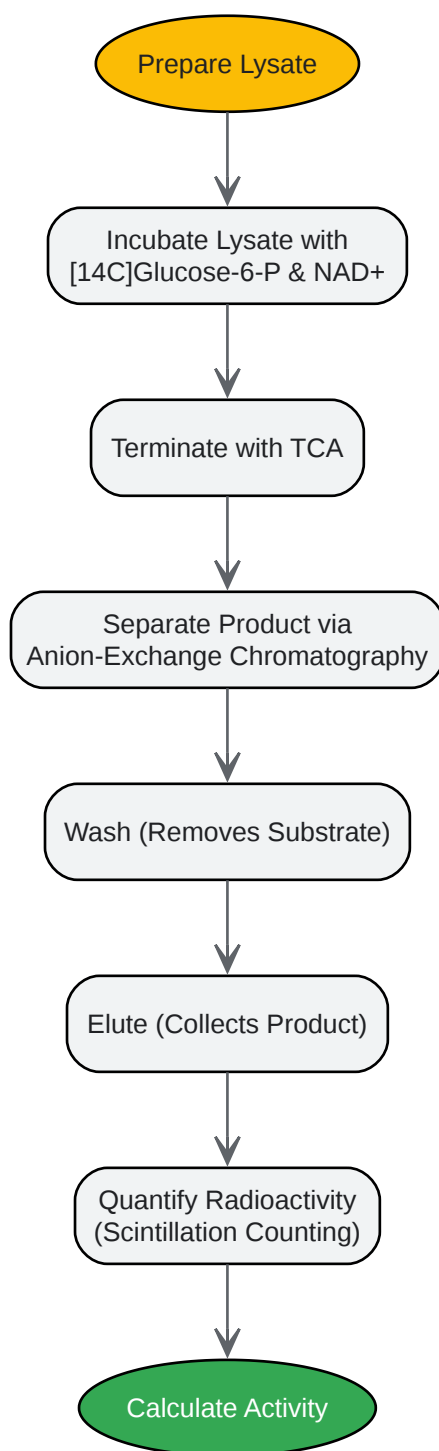 Prepare Lysate
Incubate Lysate with
[14C]Glucose-6-P & NAD+
Terminate with TCA
Separate Product via
Anion-Exchange Chromatography
Wash (Removes Substrate)
Elute (Collects Product)
Quantify Radioactivity
(Scintillation Counting)
Calculate Activity